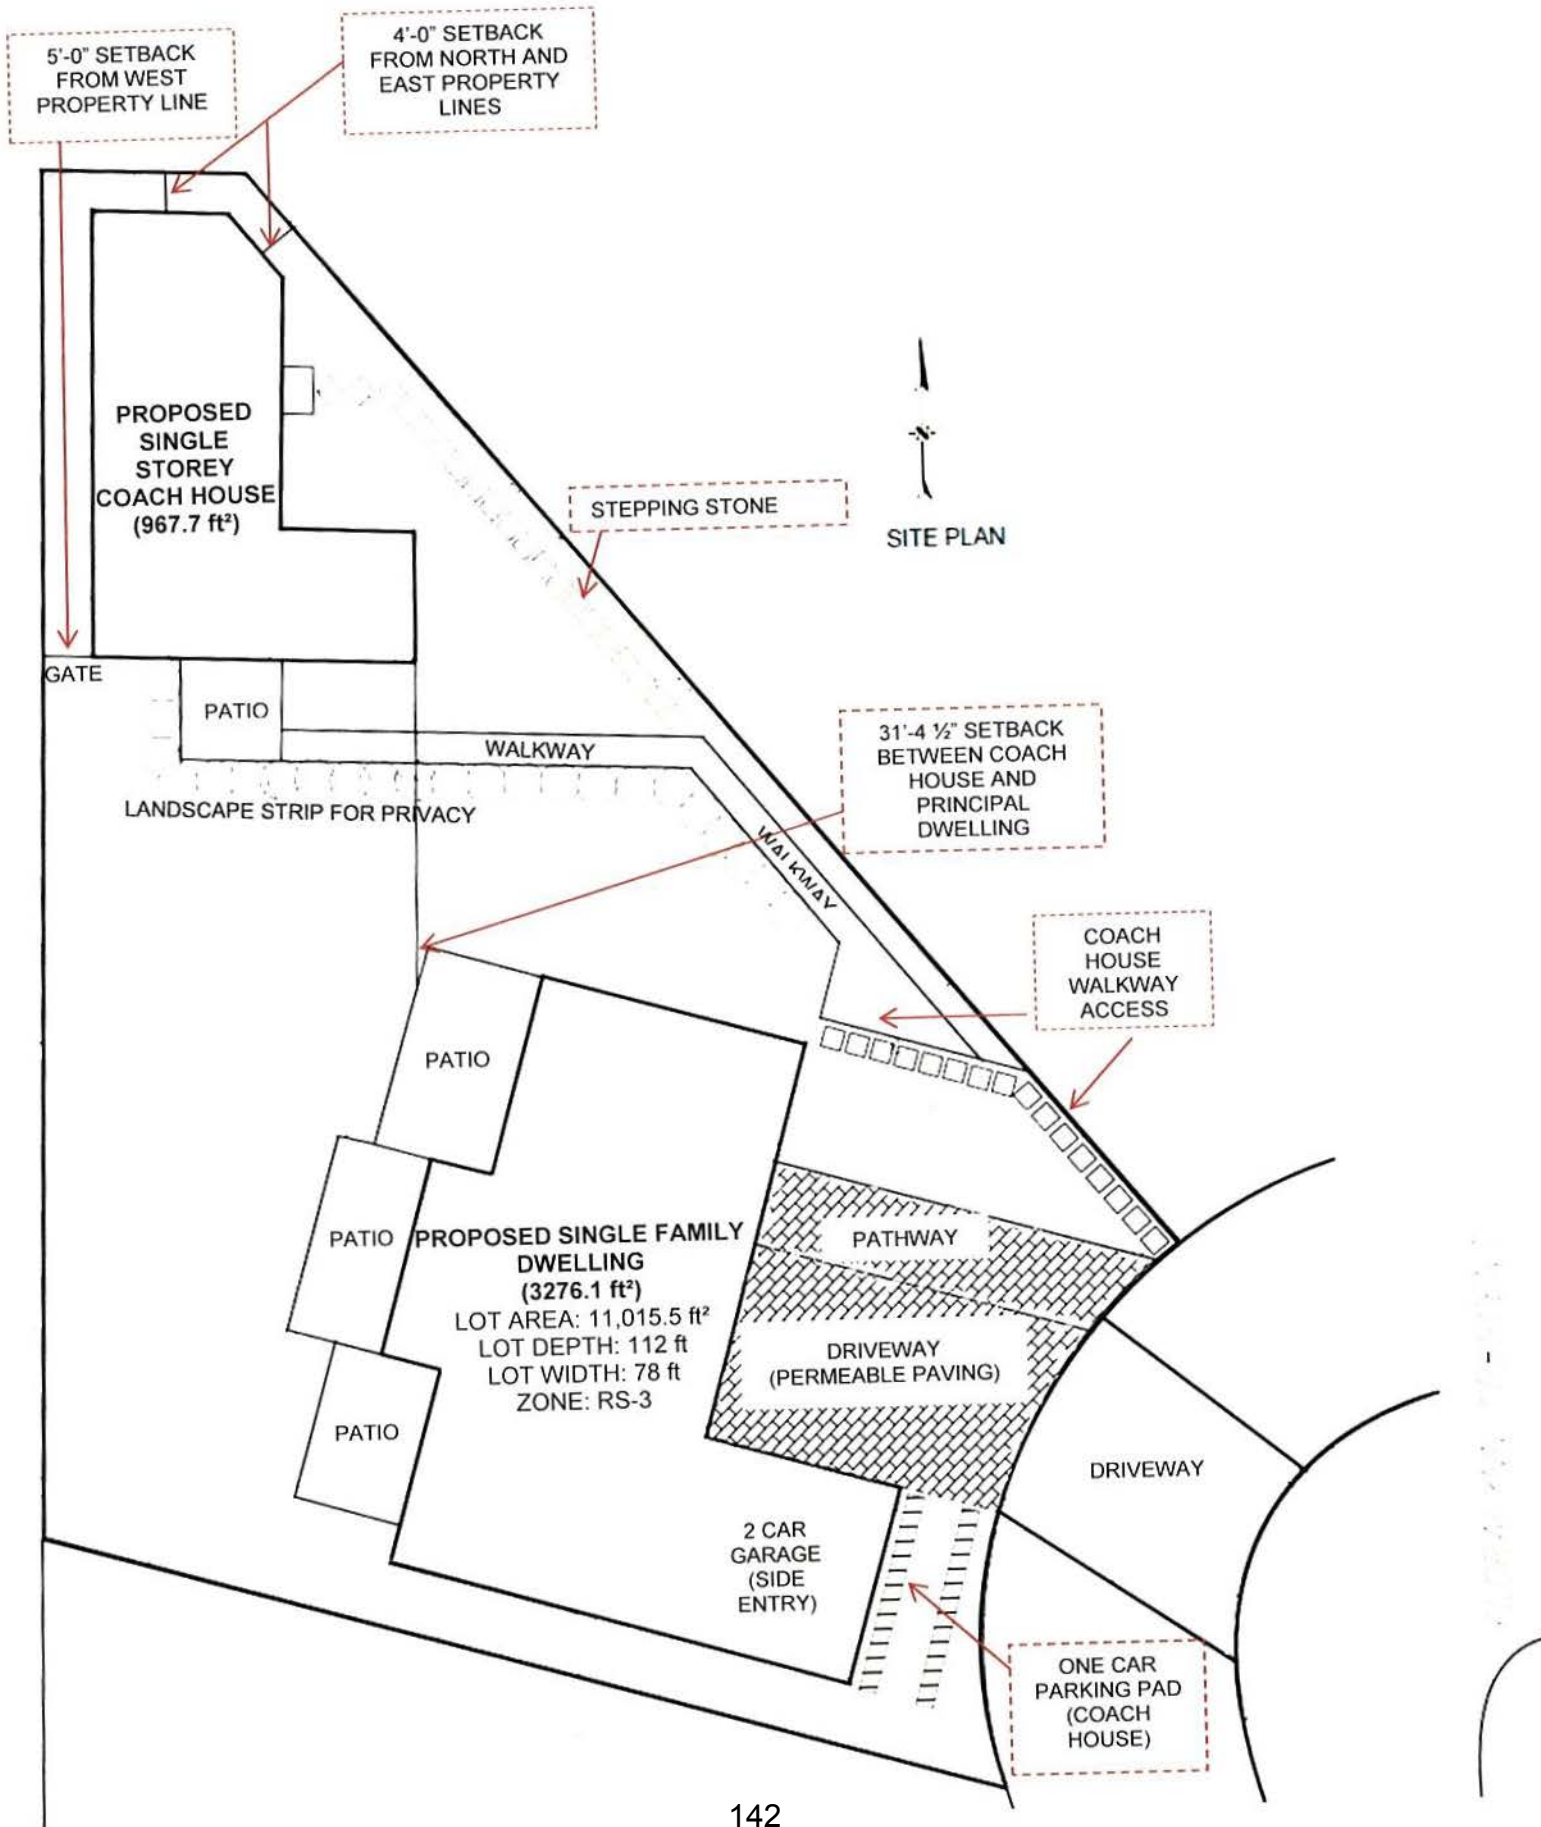 5'-0" SETBACK
FROM WEST
PROPERTY LINE
4'-0" SETBACK
FROM NORTH AND
EAST PROPERTY
LINES
PROPOSED
SINGLE
STOREY
COACH HOUSE
(967.7 ft²)
STEPPING STONE
N
SITE PLAN
GATE
PATIO
WALKWAY
LANDSCAPE STRIP FOR PRIVACY
31'-4 ½" SETBACK
BETWEEN COACH
HOUSE AND
PRINCIPAL
DWELLING
WALKWAY
COACH
HOUSE
WALKWAY
ACCESS
PATIO
PATIO
PROPOSED SINGLE FAMILY
DWELLING
(3276.1 ft²)
LOT AREA: 11,015.5 ft²
LOT DEPTH: 112 ft
LOT WIDTH: 78 ft
ZONE: RS-3
PATHWAY
DRIVEWAY
(PERMEABLE PAVING)
PATIO
DRIVEWAY
2 CAR
GARAGE
(SIDE
ENTRY)
ONE CAR
PARKING PAD
(COACH
HOUSE)
142